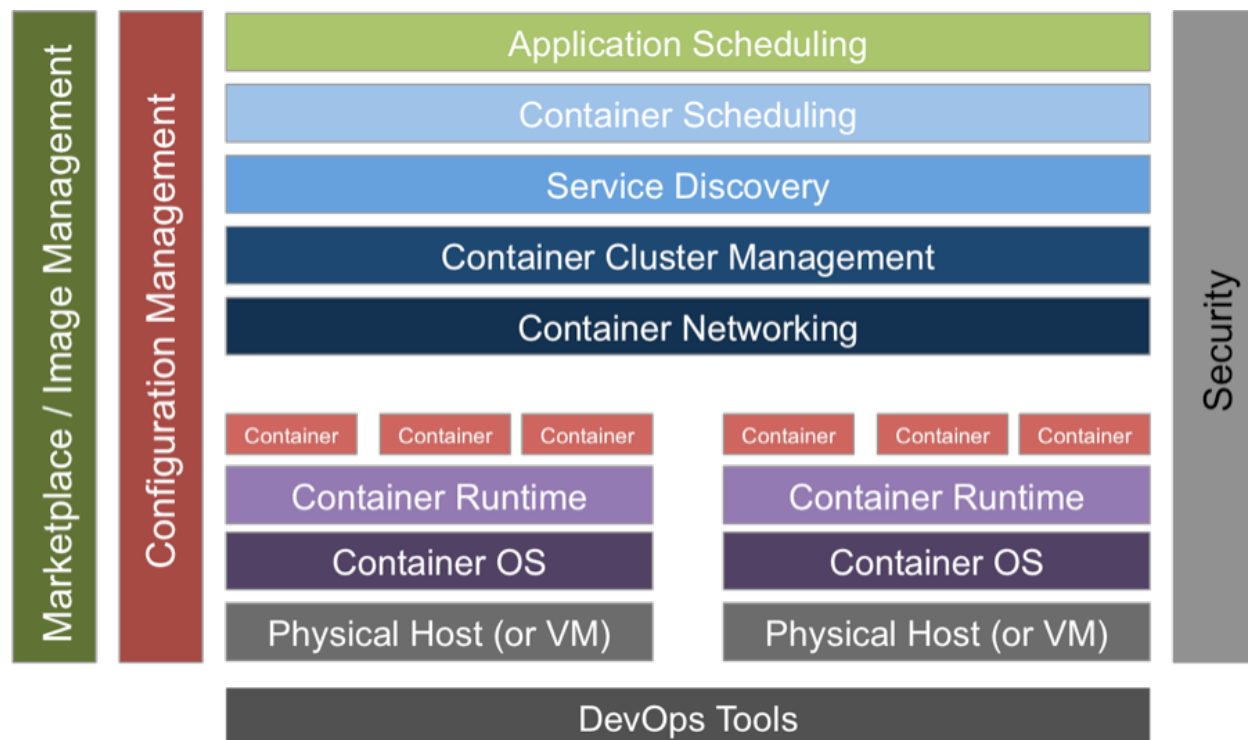 Marketplace / Image Management
Configuration Management
Application Scheduling
Container Scheduling
Service Discovery
Container Cluster Management
Container Networking
Container Container Container Container Container Container
Container Runtime Container Runtime
Container OS Container OS
Physical Host (or VM) Physical Host (or VM)
DevOps Tools
Security